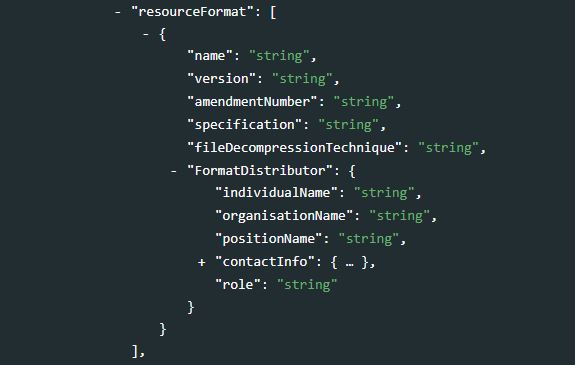 - "resourceFormat": [
- {
"name": "string",
"version": "string",
"amendmentNumber": "string",
"specification": "string",
"fileDecompressionTechnique": "string",
- "FormatDistributor": {
"individualName": "string",
"organisationName": "string",
"positionName": "string",
+ "contactInfo": { … },
"role": "string"
}
}
],